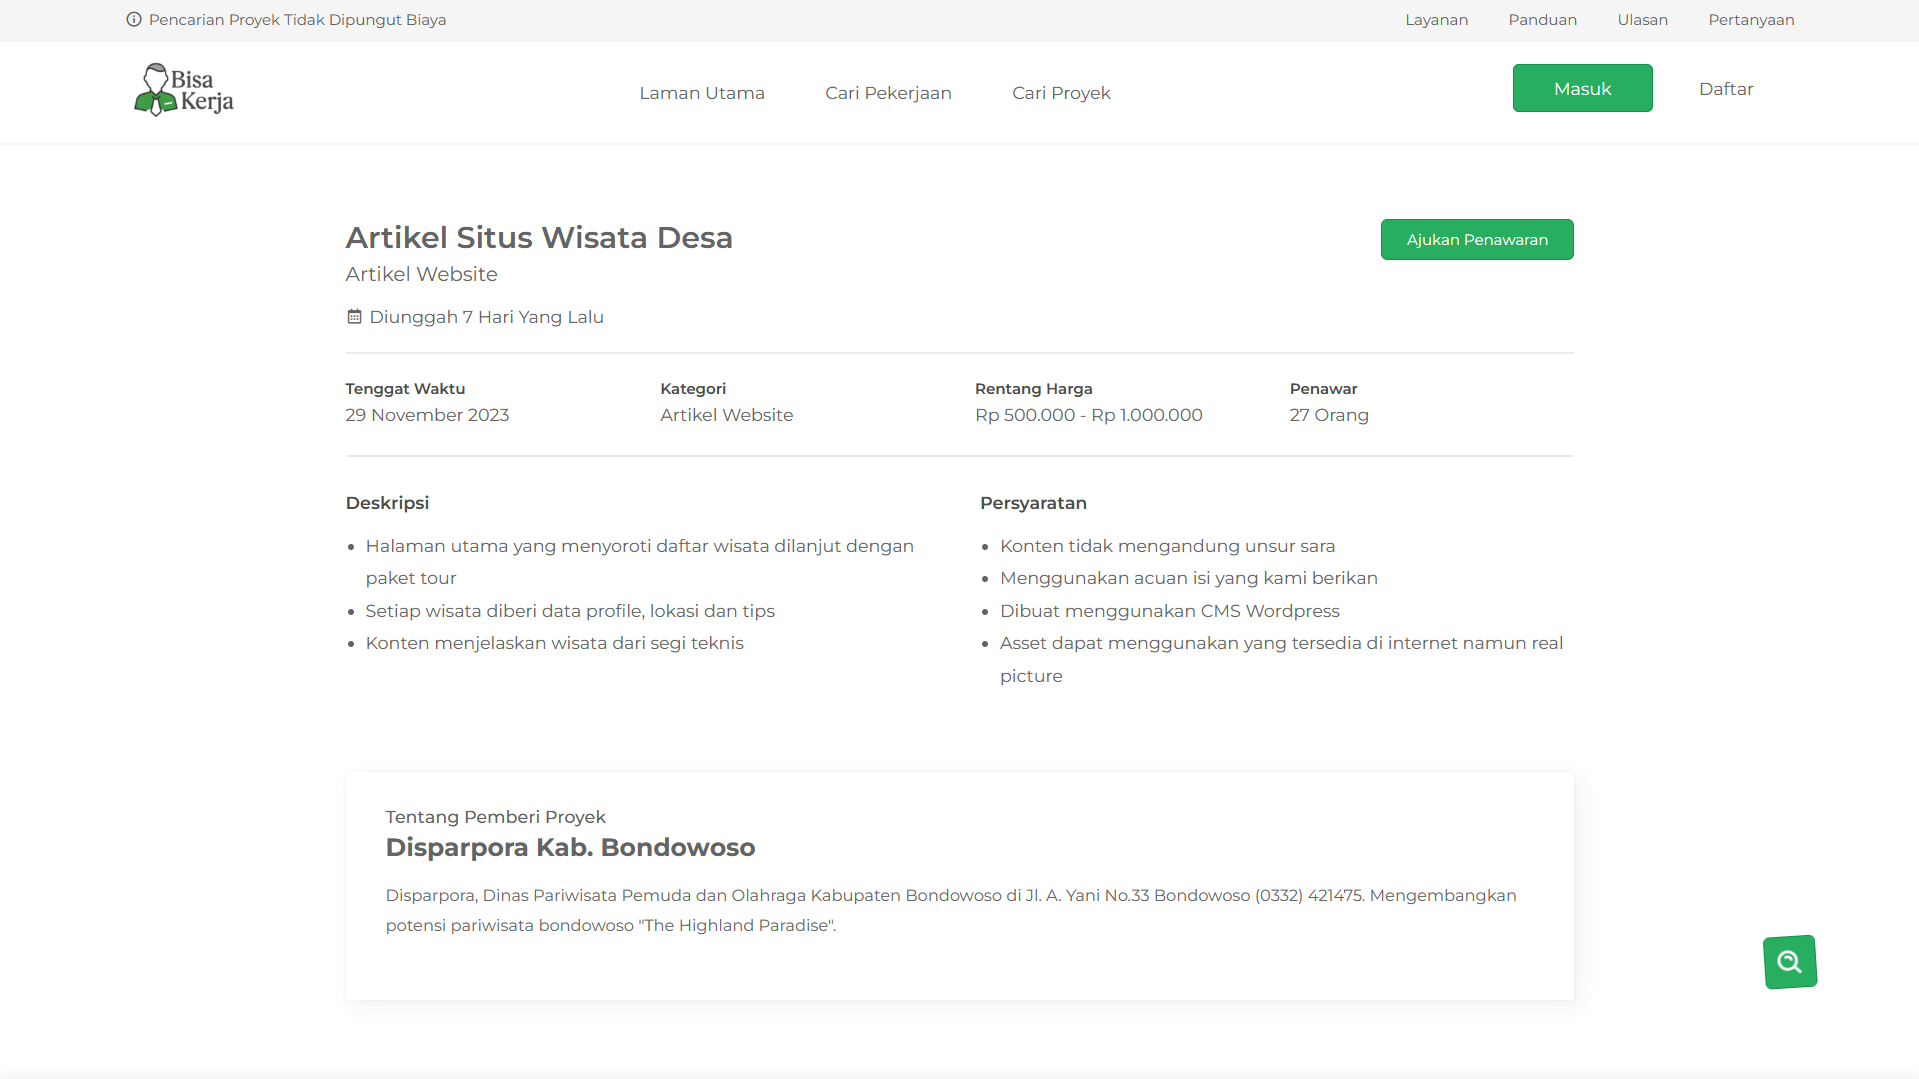 Pencarian Proyek Tidak Dipungut Biaya
Layanan
Panduan
Ulasan
Pertanyaan
Bisa
Kerja
Laman Utama
Cari Pekerjaan
Cari Proyek
Masuk
Daftar
Artikel Situs Wisata Desa
Ajukan Penawaran
Artikel Website
Diunggah 7 Hari Yang Lalu
Tenggat Waktu
29 November 2023
Kategori
Artikel Website
Rentang Harga
Rp 500.000 - Rp 1.000.000
Penawar
27 Orang
Deskripsi
Halaman utama yang menyoroti daftar wisata dilanjut dengan
paket tour
Setiap wisata diberi data profile, lokasi dan tips
Konten menjelaskan wisata dari segi teknis
Persyaratan
Konten tidak mengandung unsur sara
Menggunakan acuan isi yang kami berikan
Dibuat menggunakan CMS Wordpress
Asset dapat menggunakan yang tersedia di internet namun real
picture
Tentang Pemberi Proyek
Disparpora Kab. Bondowoso
Disparpora, Dinas Pariwisata Pemuda dan Olahraga Kabupaten Bondowoso di Jl. A. Yani No.33 Bondowoso (0332) 421475. Mengembangkan
potensi pariwisata bondowoso "The Highland Paradise".